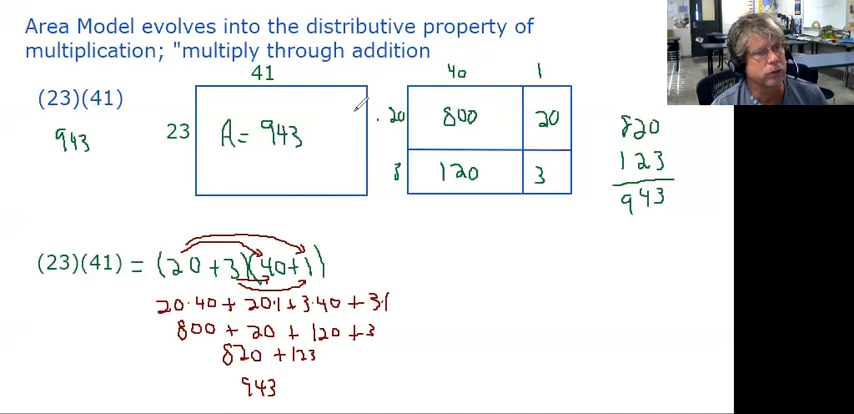 Area Model evolves into the distributive property of
multiplication; "multiply through addition
41
40 1
(23)(41)
943
23
A = 943
20
800 20
3
120 3
820
123
943
(23)(41) = (20+3)(40+1)
20·40 + 20·1 + 3·40 + 3·1
800 + 20 + 120 + 3
820 + 123
943